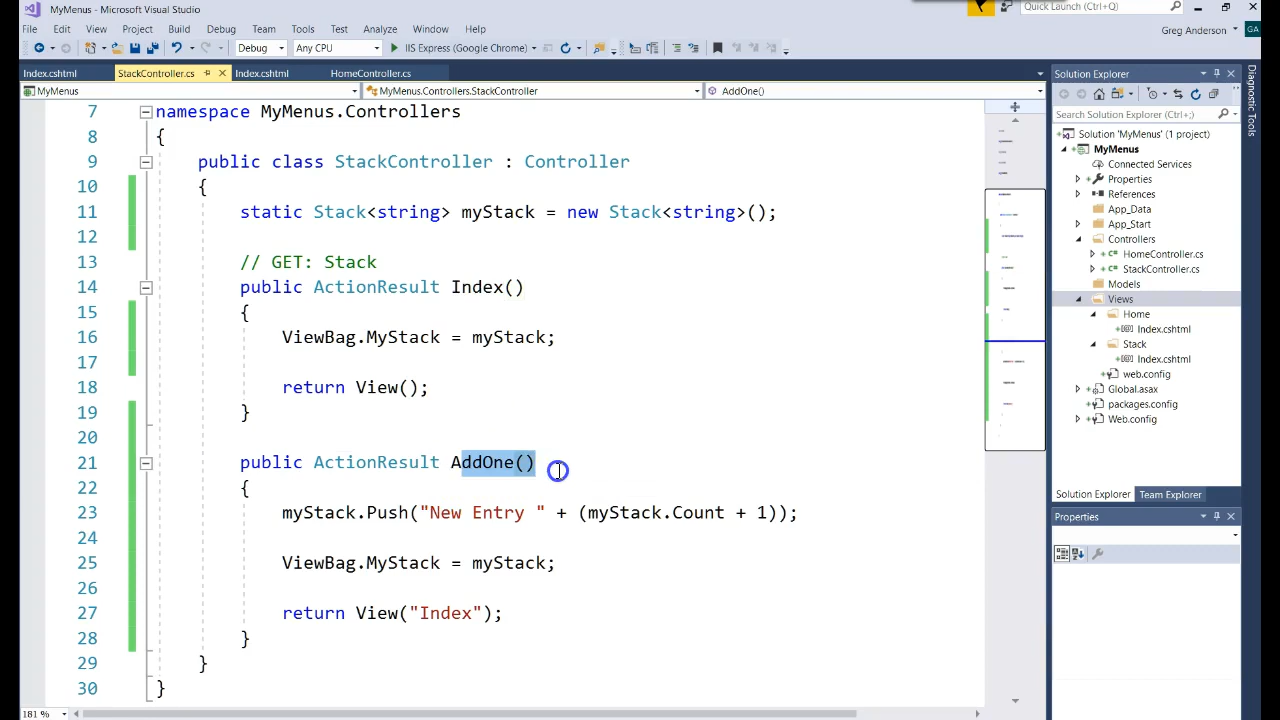 MyMenus - Microsoft Visual Studio
Quick Launch (Ctrl+Q)
File Edit View Project Build Debug Team Tools Test Analyze Window Help
Greg Anderson GA
Debug Any CPU IIS Express (Google Chrome)
Index.cshtml StackController.cs Index.cshtml HomeController.cs
MyMenus MyMenus.Controllers.StackController AddOne()
7 namespace MyMenus.Controllers
8 {
9 public class StackController : Controller
10 {
11 static Stack<string> myStack = new Stack<string>();
12
13 // GET: Stack
14 public ActionResult Index()
15 {
16 ViewBag.MyStack = myStack;
17
18 return View();
19 }
20
21 public ActionResult AddOne()
22 {
23 myStack.Push("New Entry " + (myStack.Count + 1));
24
25 ViewBag.MyStack = myStack;
26
27 return View("Index");
28 }
29 }
30 }
181 %
Solution Explorer
Search Solution Explorer (Ctrl+;)
Solution 'MyMenus' (1 project)
MyMenus
Connected Services
Properties
References
App_Data
App_Start
Controllers
HomeController.cs
StackController.cs
Models
Views
Home
Index.cshtml
Stack
Index.cshtml
web.config
Global.asax
packages.config
Web.config
Solution Explorer Team Explorer
Properties
Diagnostic Tools